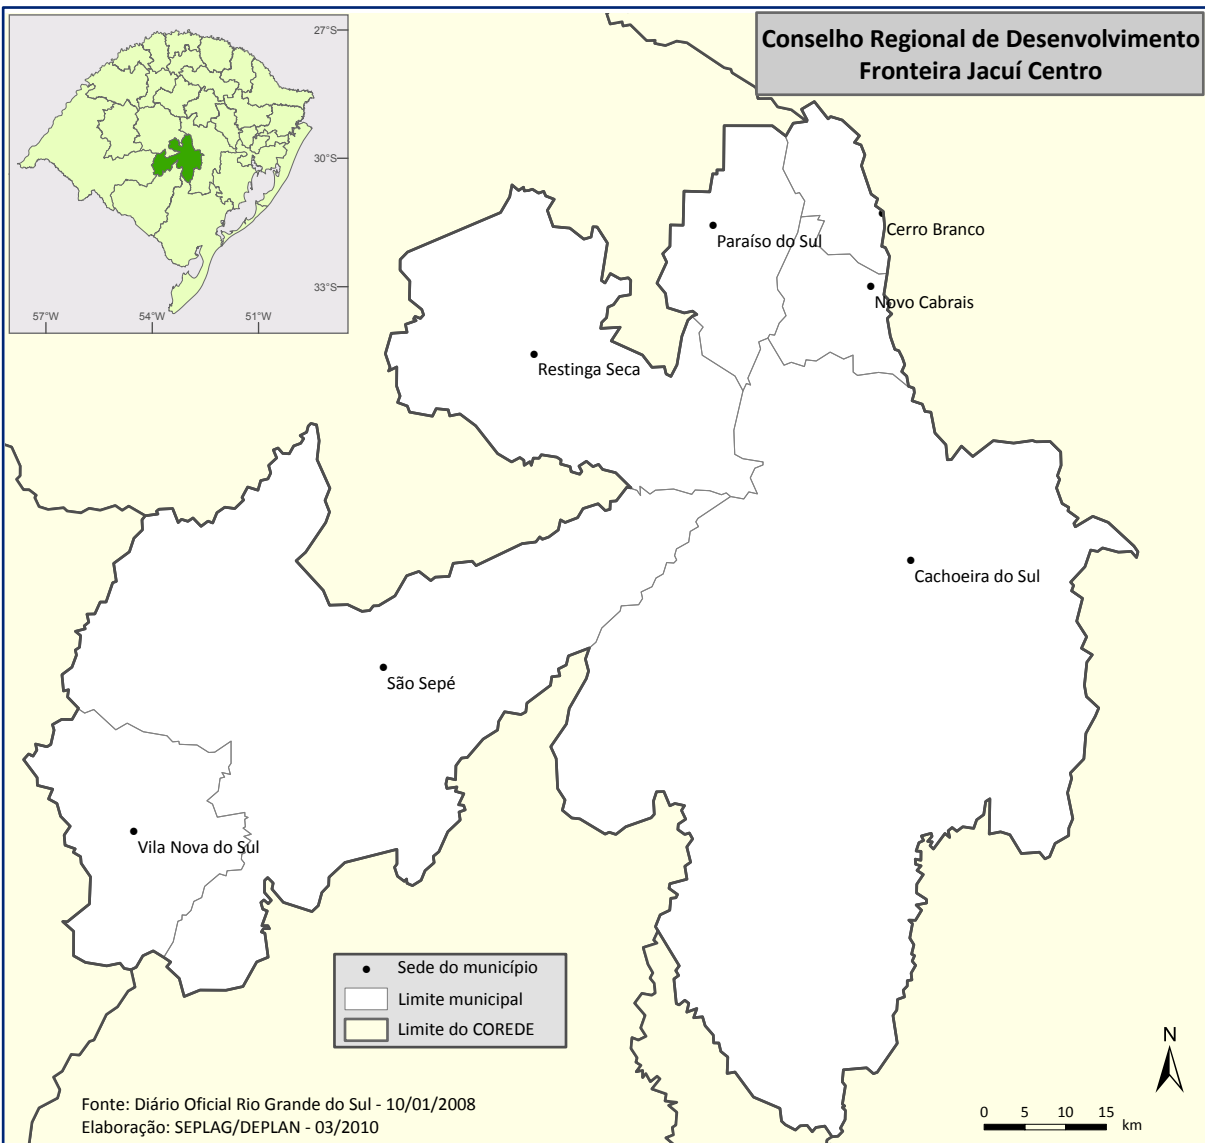 Conselho Regional de Desenvolvimento
Fronteira Jacuí Centro
27°S
30°S
33°S
57°W
54°W
51°W
Cerro Branco
Paraíso do Sul
Novo Cabrais
Restinga Seca
Cachoeira do Sul
São Sepé
Vila Nova do Sul
Sede do município
Limite municipal
Limite do COREDE
N
Fonte: Diário Oficial Rio Grande do Sul - 10/01/2008
Elaboração: SEPLAG/DEPLAN - 03/2010
0 5 10 15
km